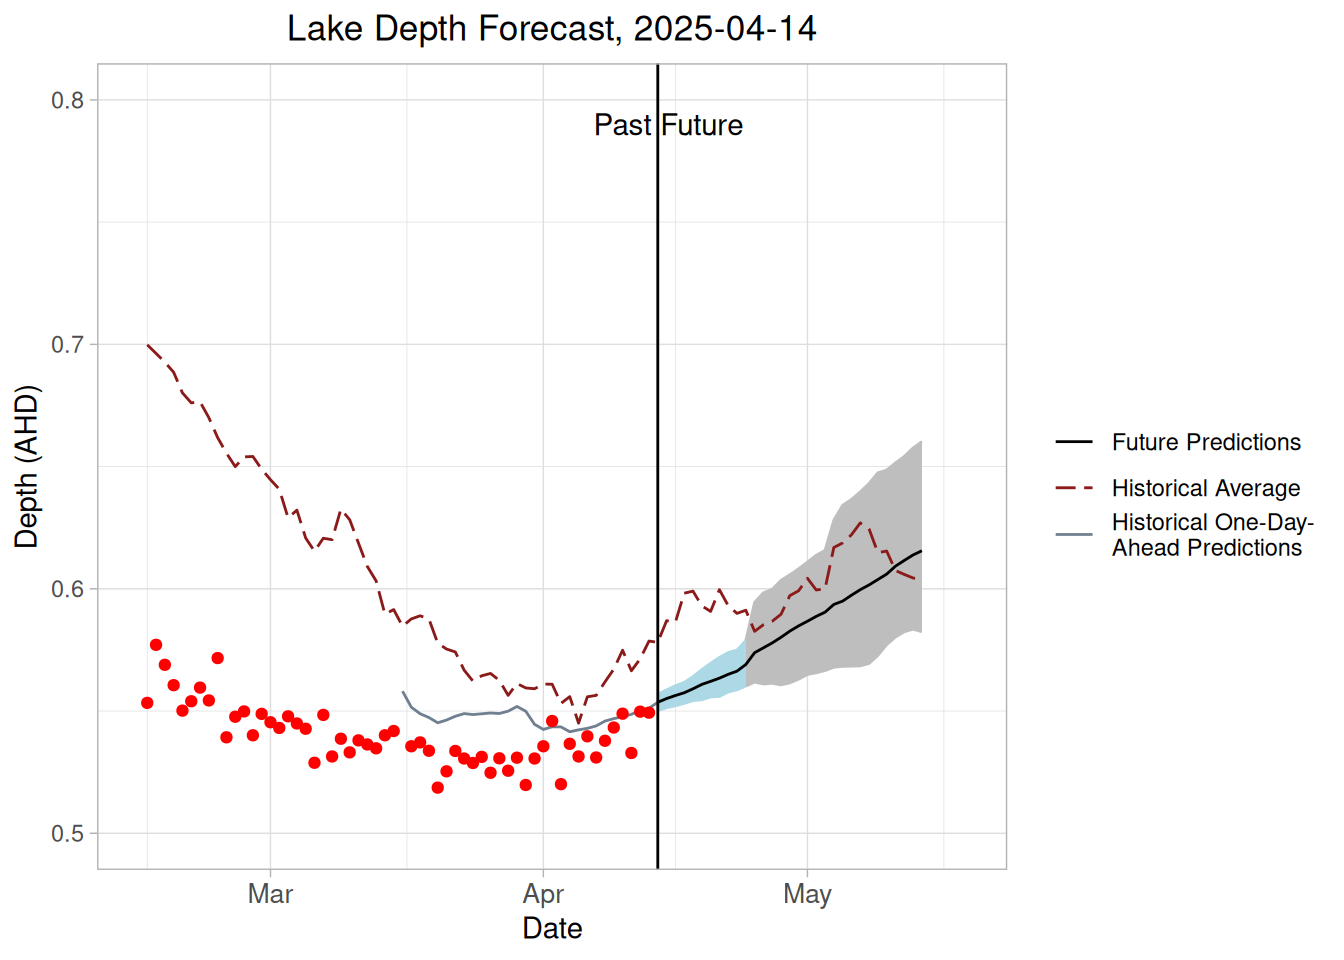 Lake Depth Forecast, 2025-04-14
0.8
0.7
0.6
0.5
Depth (AHD)
Past Future
Mar Apr May
Date
Future Predictions
Historical Average
Historical One-Day-
Ahead Predictions